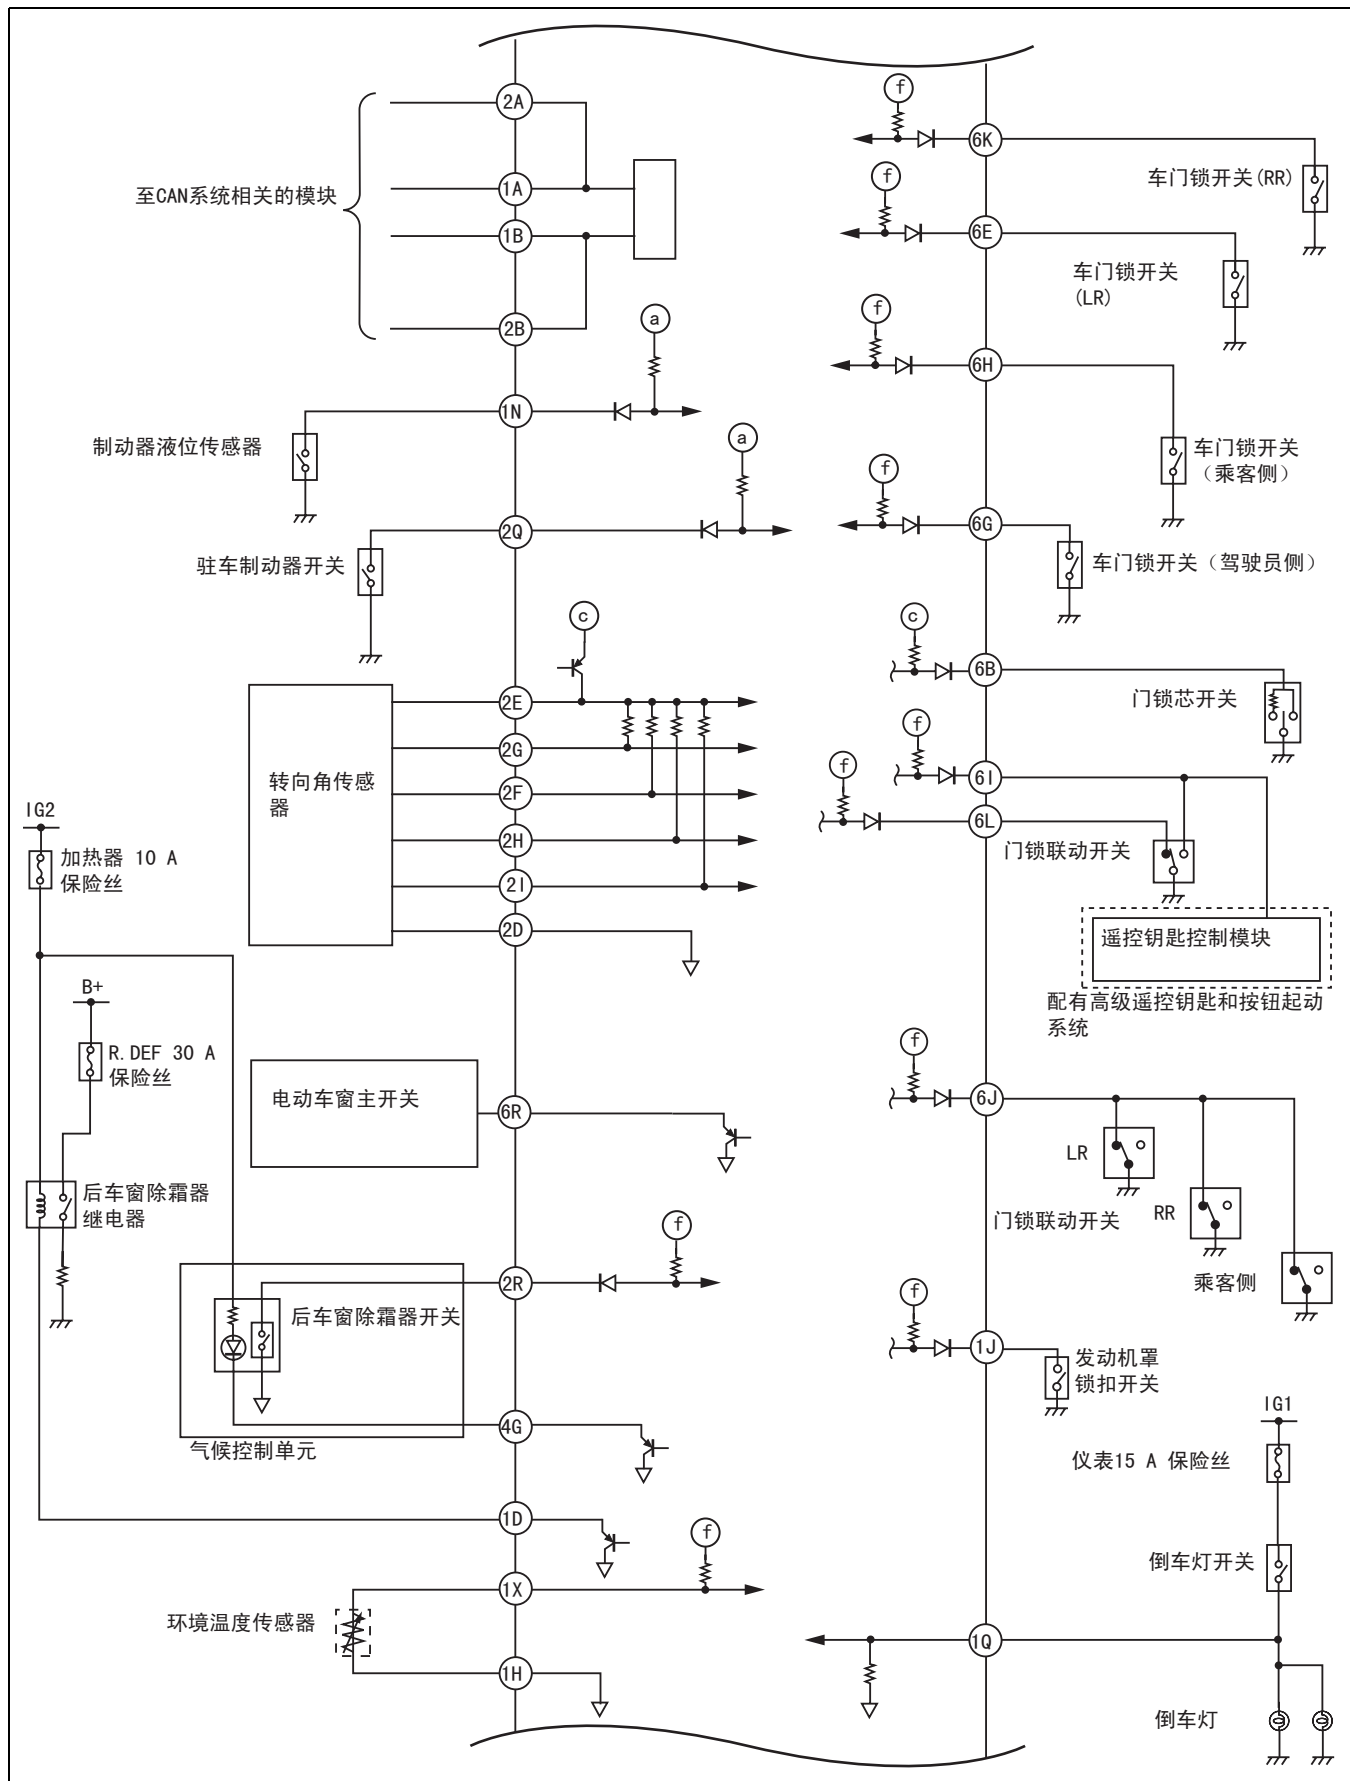 2A
1A
至CAN系统相关的模块
1B
2B
a
1N
制动器液位传感器
a
2Q
驻车制动器开关
c
2E
2G
转向角传感
器
2F
2H
2I
2D
IG2
加热器 10 A
保险丝
B+
R.DEF 30 A
保险丝
电动车窗主开关
6R
后车窗除霜器
继电器
f
2R
后车窗除霜器开关
4G
气候控制单元
1D
f
1X
环境温度传感器
1H
f
6K
车门锁开关(RR)
f
6E
车门锁开关
(LR)
f
6H
车门锁开关
（乘客侧）
f
6G
车门锁开关（驾驶员侧）
c
6B
门锁芯开关
f
6I
f
6L
门锁联动开关
遥控钥匙控制模块
配有高级遥控钥匙和按钮起动
系统
f
6J
LR
RR
门锁联动开关
乘客侧
f
1J
发动机罩
锁扣开关
IG1
仪表15 A 保险丝
倒车灯开关
1Q
倒车灯